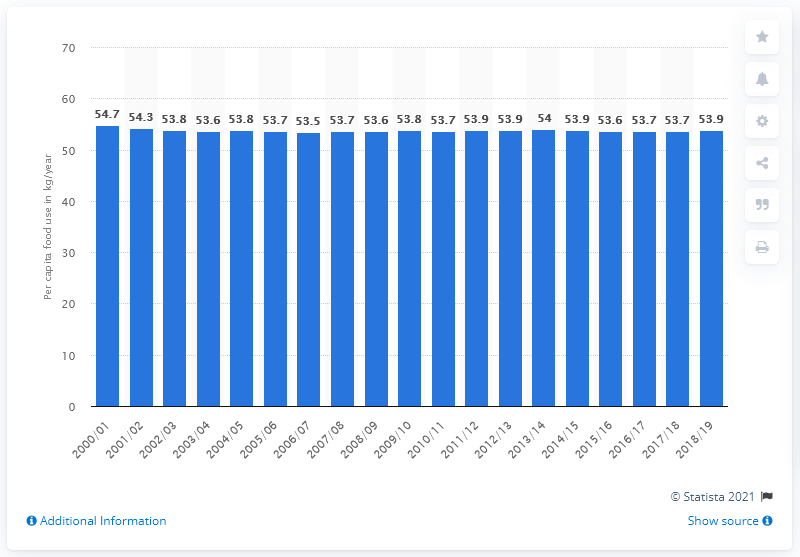 70
60
50
40
30
20
10
0
Per capita food use in kg/year
54.7 54.3 53.8 53.6 53.8 53.7 53.5 53.7 53.6 53.8 53.7 53.9 53.9 54 53.9 53.6 53.7 53.7 53.9
2000/01 2001/02 2002/03 2003/04 2004/05 2005/06 2006/07 2007/08 2008/09 2009/10 2010/11 2011/12 2012/13 2013/14 2014/15 2015/16 2016/17 2017/18 2018/19
© Statista 2021
Additional Information
Show source